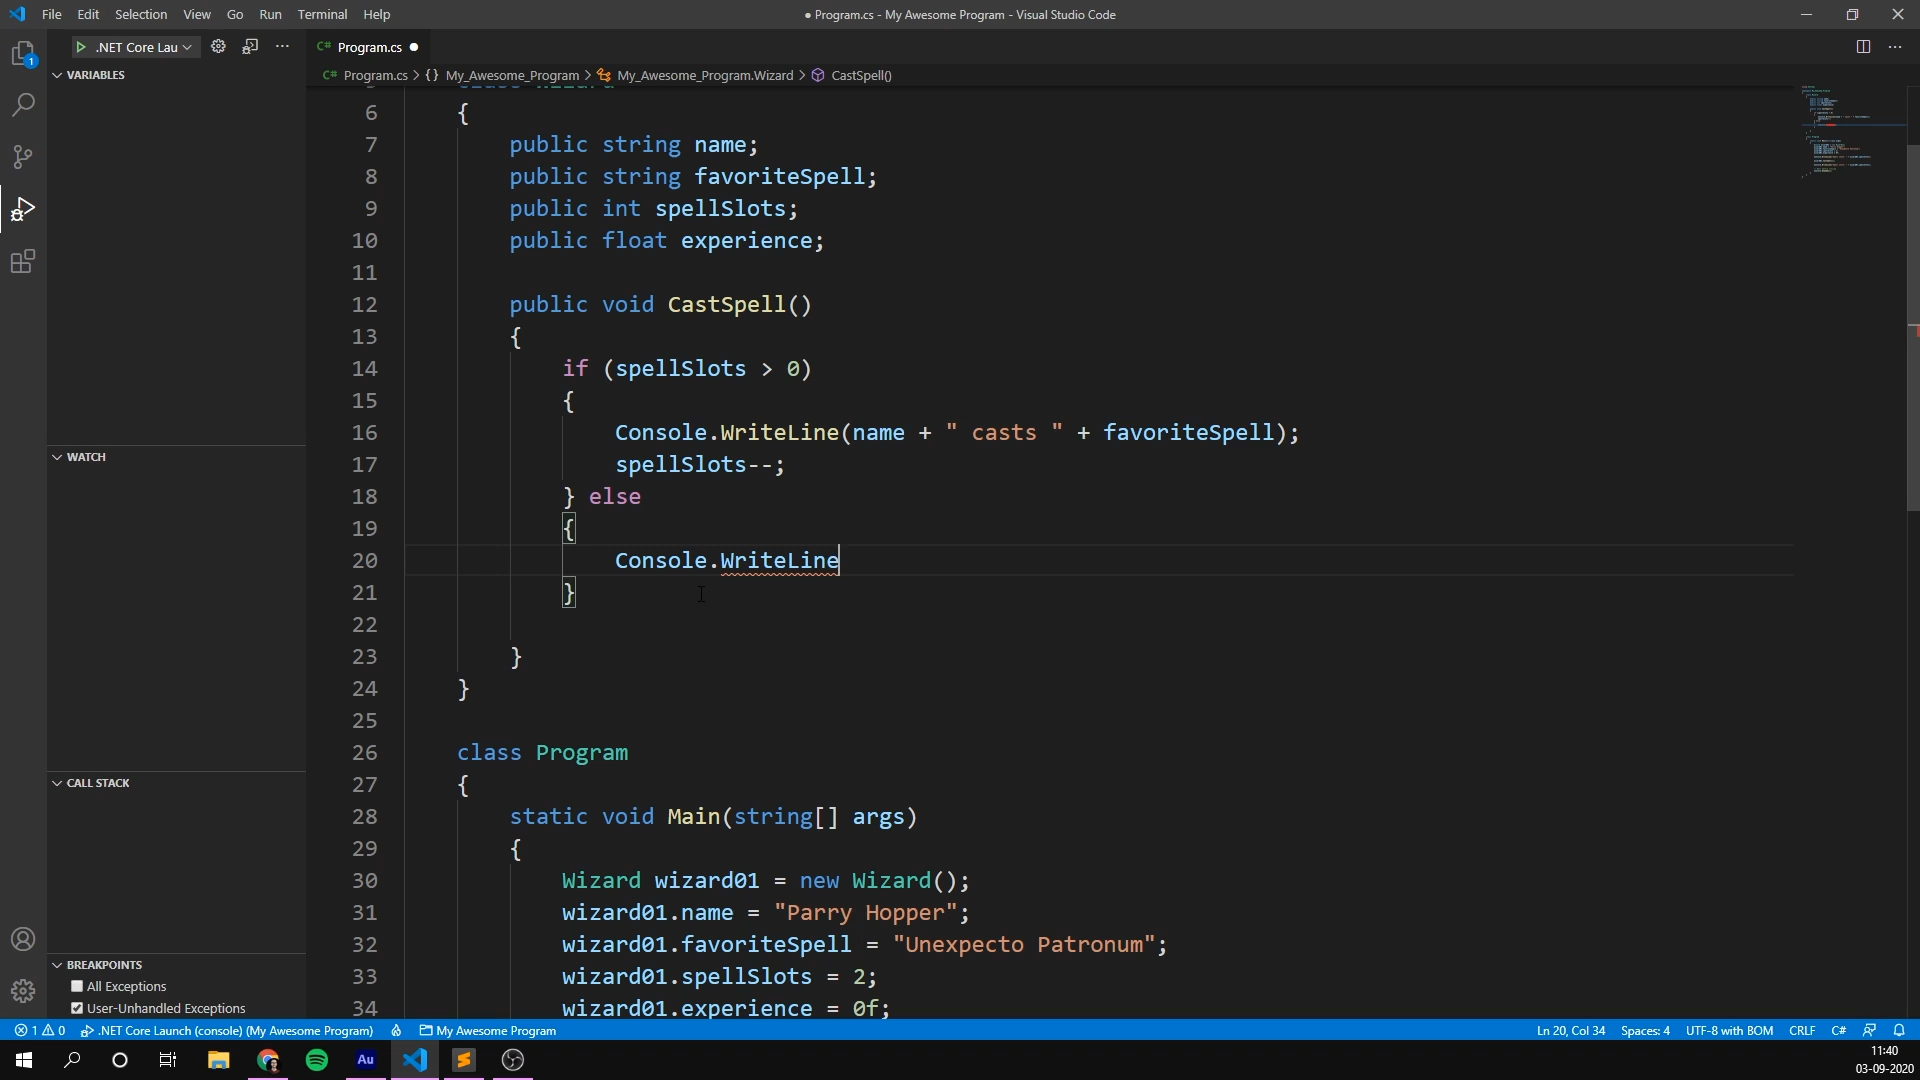 File Edit Selection View Go Run Terminal Help
● Program.cs - My Awesome Program - Visual Studio Code
.NET Core Lau
C# Program.cs ●
VARIABLES
C# Program.cs > {} My_Awesome_Program > My_Awesome_Program.Wizard > CastSpell()
6 {
7 public string name;
8 public string favoriteSpell;
9 public int spellSlots;
10 public float experience;
11
12 public void CastSpell()
13 {
14 if (spellSlots > 0)
15 {
16 Console.WriteLine(name + " casts " + favoriteSpell);
17 spellSlots--;
18 } else
19 {
20 Console.WriteLine
21 }
22
23 }
24 }
25
26 class Program
27 {
28 static void Main(string[] args)
29 {
30 Wizard wizard01 = new Wizard();
31 wizard01.name = "Parry Hopper";
32 wizard01.favoriteSpell = "Unexpecto Patronum";
33 wizard01.spellSlots = 2;
34 wizard01.experience = 0f;
1
WATCH
CALL STACK
BREAKPOINTS
All Exceptions
User-Unhandled Exceptions
1 0 .NET Core Launch (console) (My Awesome Program) My Awesome Program
Ln 20, Col 34 Spaces: 4 UTF-8 with BOM CRLF C#
Au
11:40
03-09-2020